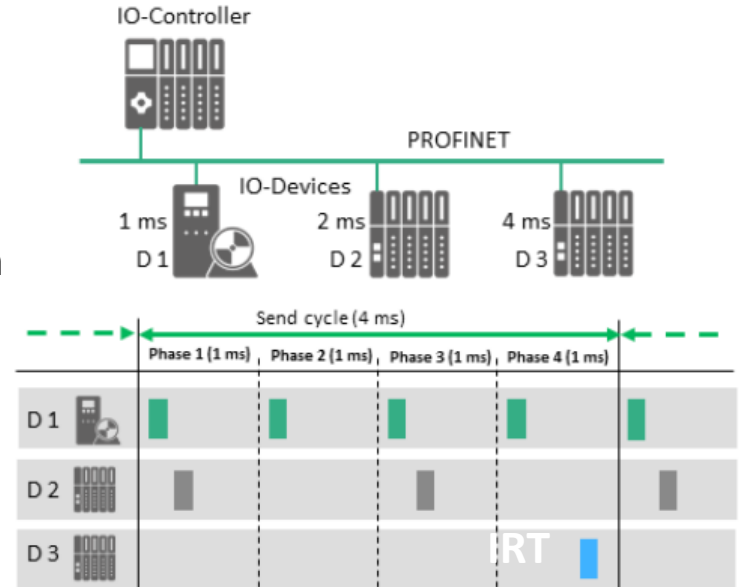 IO-Controller
PROFINET
IO-Devices
1 ms
2 ms
4 ms
D 1
D 2
D 3
Send cycle (4 ms)
Phase 1 (1 ms)
Phase 2 (1 ms)
Phase 3 (1 ms)
Phase 4 (1 ms)
D 1
D 2
IRT
D 3